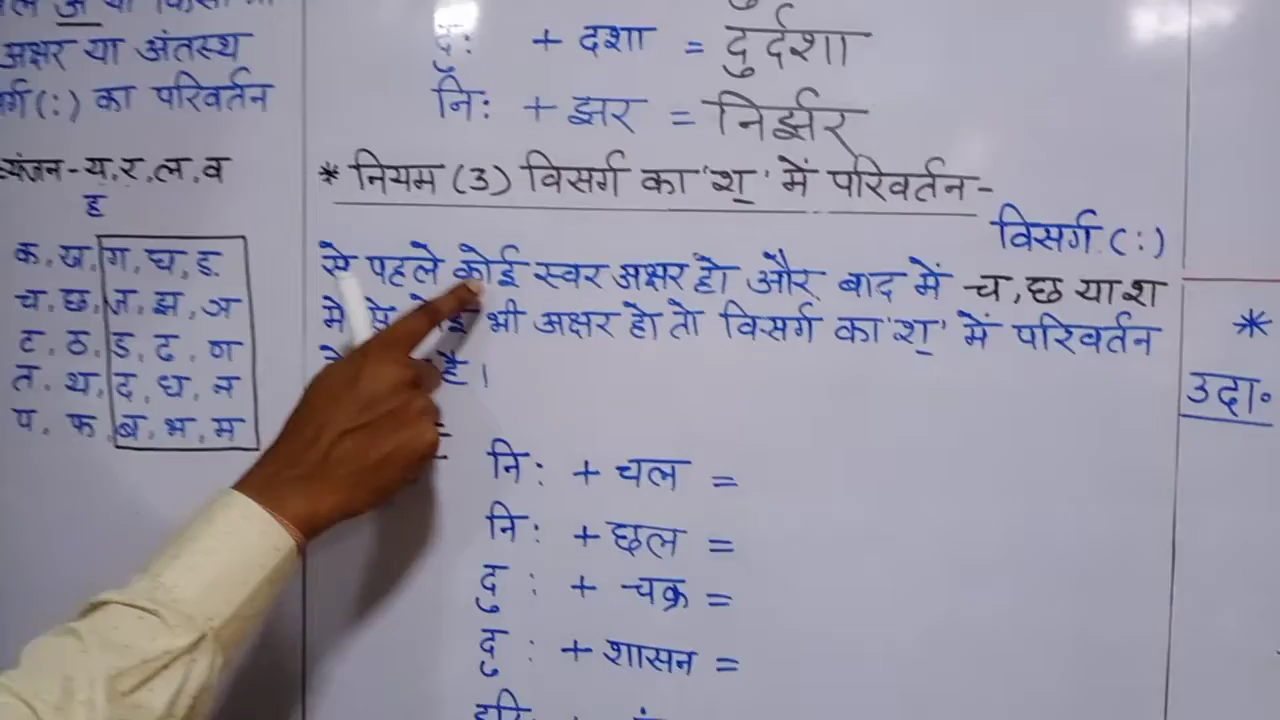 अक्षर या अंतस्थ
(ः) का परिवर्तन
व्यंजन - य, र, ल, व
ह
क, ख, ग, घ, ङ
च, छ, ज, झ, ञ
ट, ठ, ड, ढ, ण
त, थ, द, ध, न
प, फ, ब, भ, म
दुः + दशा = दुर्दशा
निः + झर = निर्झर
* नियम (3) विसर्ग का 'श्' में परिवर्तन -
विसर्ग (ः)
से पहले कोई स्वर अक्षर हो और बाद में च, छ या श
में भी अक्षर हो तो विसर्ग का 'श्' में परिवर्तन
है।
निः + चल =
निः + छल =
दुः + चक्र =
दुः + शासन =
हरि
*
उदा॰